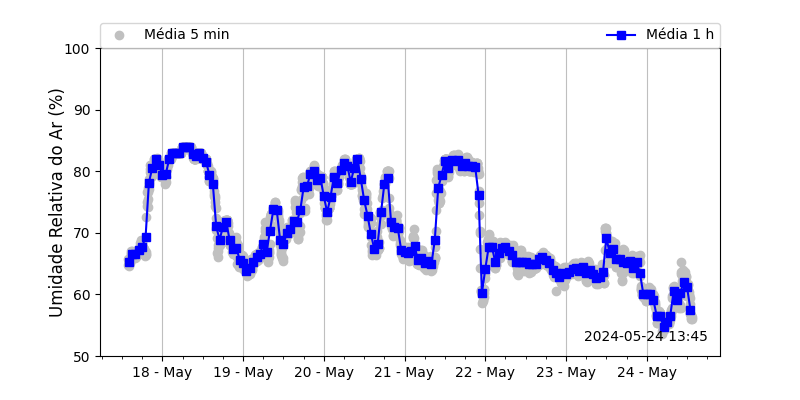 Média 5 min
Média 1 h
Umidade Relativa do Ar (%)
100
90
80
70
60
50
2024-05-24 13:45
18 - May
19 - May
20 - May
21 - May
22 - May
23 - May
24 - May